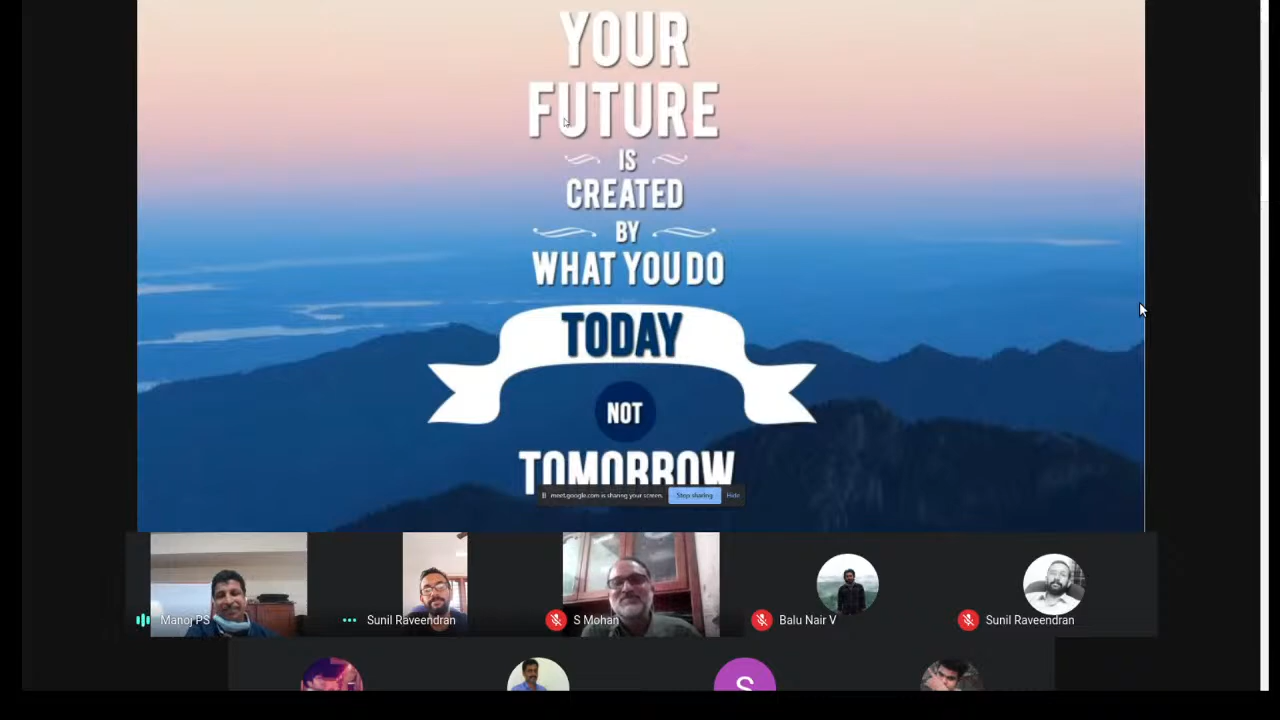 YOUR
FUTURE
IS
CREATED
BY
WHAT YOU DO
TODAY
NOT
TOMORROW
meet.google.com is sharing your screen. Stop sharing Hide
Manoj PS
Sunil Raveendran
S Mohan
Balu Nair V
Sunil Raveendran
S